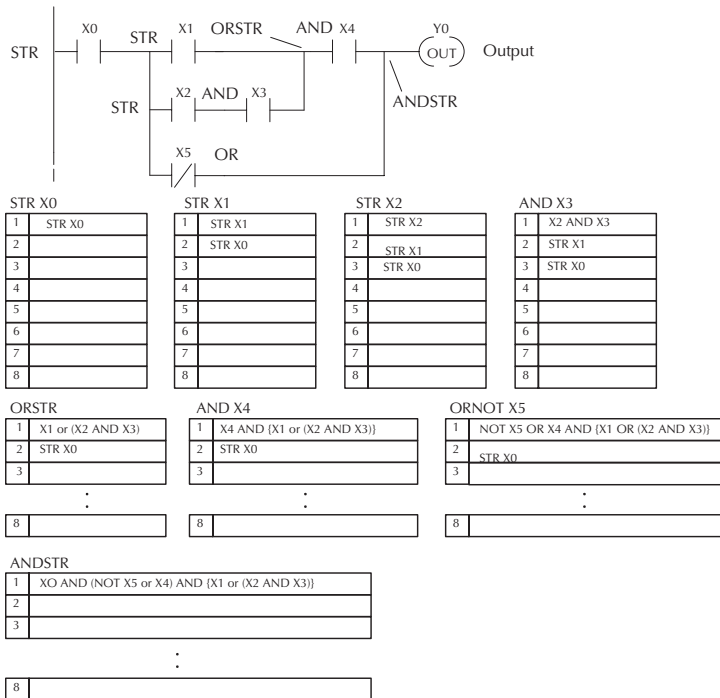 X0 X1 ORSTR AND X4 Y0
STR STR OUT Output
X2 AND X3
STR ANDSTR
X5 OR
STR X0 STR X1 STR X2 AND X3
1 STR X0 1 STR X1 1 STR X2 1 X2 AND X3
2 2 STR X0 2 STR X1 2 STR X1
3 3 3 STR X0 3 STR X0
4 4 4 4
5 5 5 5
6 6 6 6
7 7 7 7
8 8 8 8
ORSTR AND X4 ORNOT X5
1 X1 or (X2 AND X3) 1 X4 AND {X1 or (X2 AND X3)} 1 NOT X5 OR X4 AND {X1 OR (X2 AND X3)}
2 STR X0 2 STR X0 2 STR X0
3 3 3
8 8 8
ANDSTR
1 XO AND (NOT X5 or X4) AND {X1 or (X2 AND X3)}
2
3
8